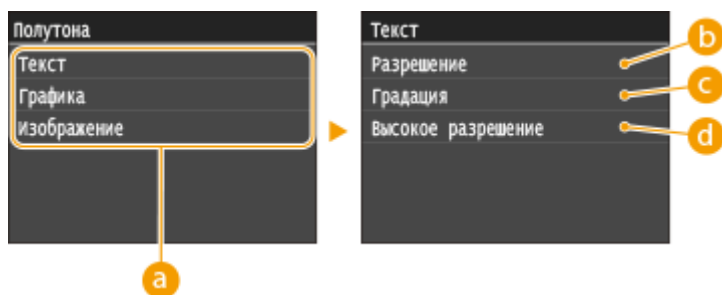 Полутона
Текст
Графика
Изображение
a
Текст
Разрешение
Градация
Высокое разрешение
b
c
d